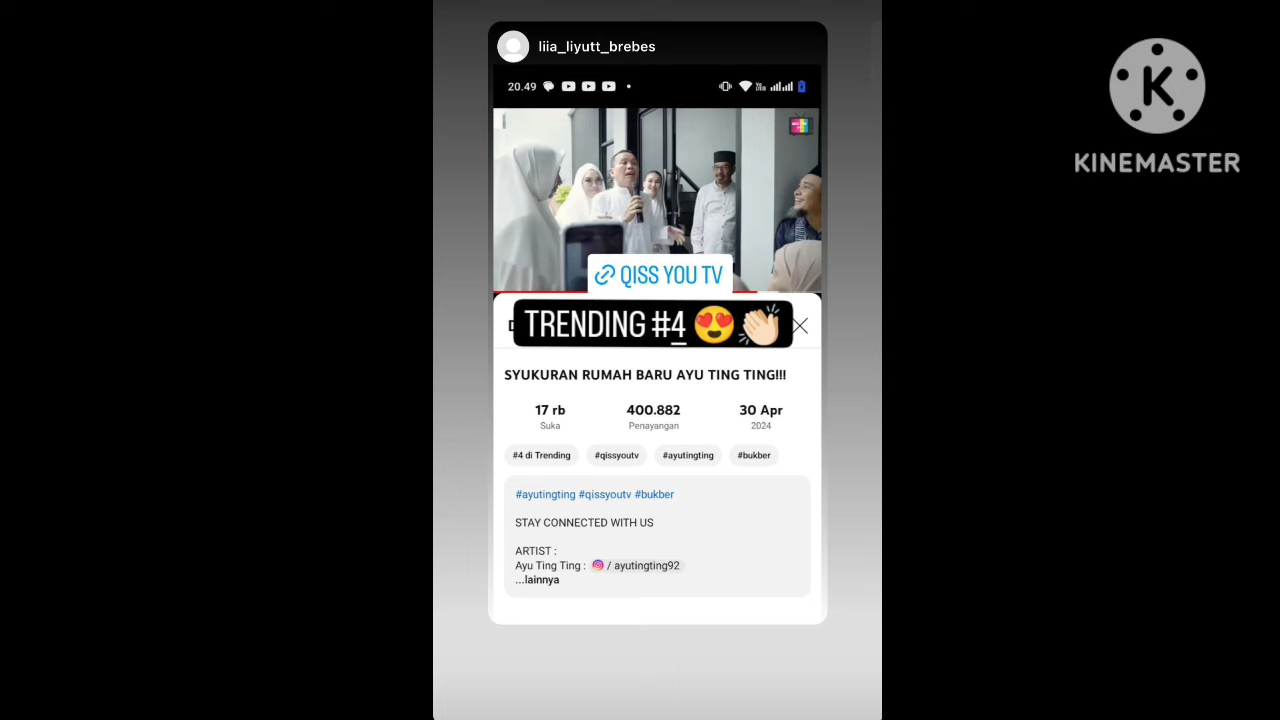 liia_liyutt_brebes
20.49
QISS YOU TV
TRENDING #4 😍👏🏻
SYUKURAN RUMAH BARU AYU TING TING!!!
17 rb 400.882 30 Apr
Suka Penayangan 2024
#4 di Trending #qissyoutv #ayutingting #bukber
#ayutingting #qissyoutv #bukber
STAY CONNECTED WITH US
ARTIST :
Ayu Ting Ting : / ayutingting92
...lainnya
K
KINEMASTER